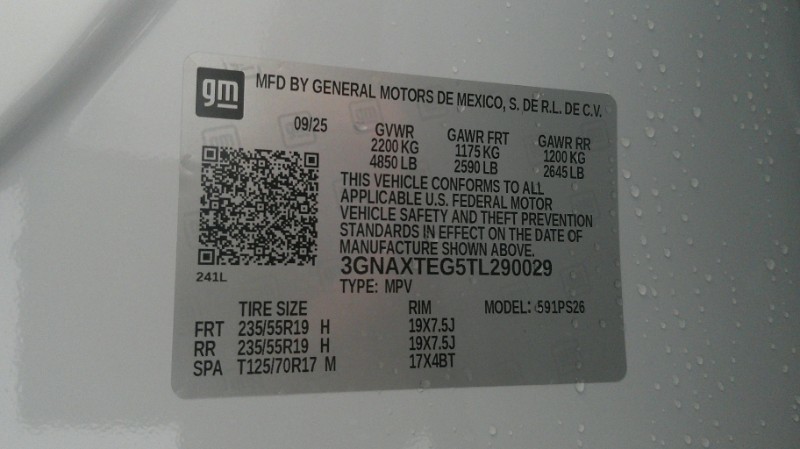 gm
MFD BY GENERAL MOTORS DE MEXICO, S. DE R.L. DE C.V.
09/25
GVWR GAWR FRT GAWR RR
2200 KG 1175 KG 1200 KG
4850 LB 2590 LB 2645 LB
THIS VEHICLE CONFORMS TO ALL
APPLICABLE U.S. FEDERAL MOTOR
VEHICLE SAFETY AND THEFT PREVENTION
STANDARDS IN EFFECT ON THE DATE OF
MANUFACTURE SHOWN ABOVE.
3GNAXTEG5TL290029
241L
TYPE: MPV
TIRE SIZE RIM MODEL: 591PS26
FRT 235/55R19 H 19X7.5J
RR 235/55R19 H 19X7.5J
SPA T125/70R17 M 17X4BT